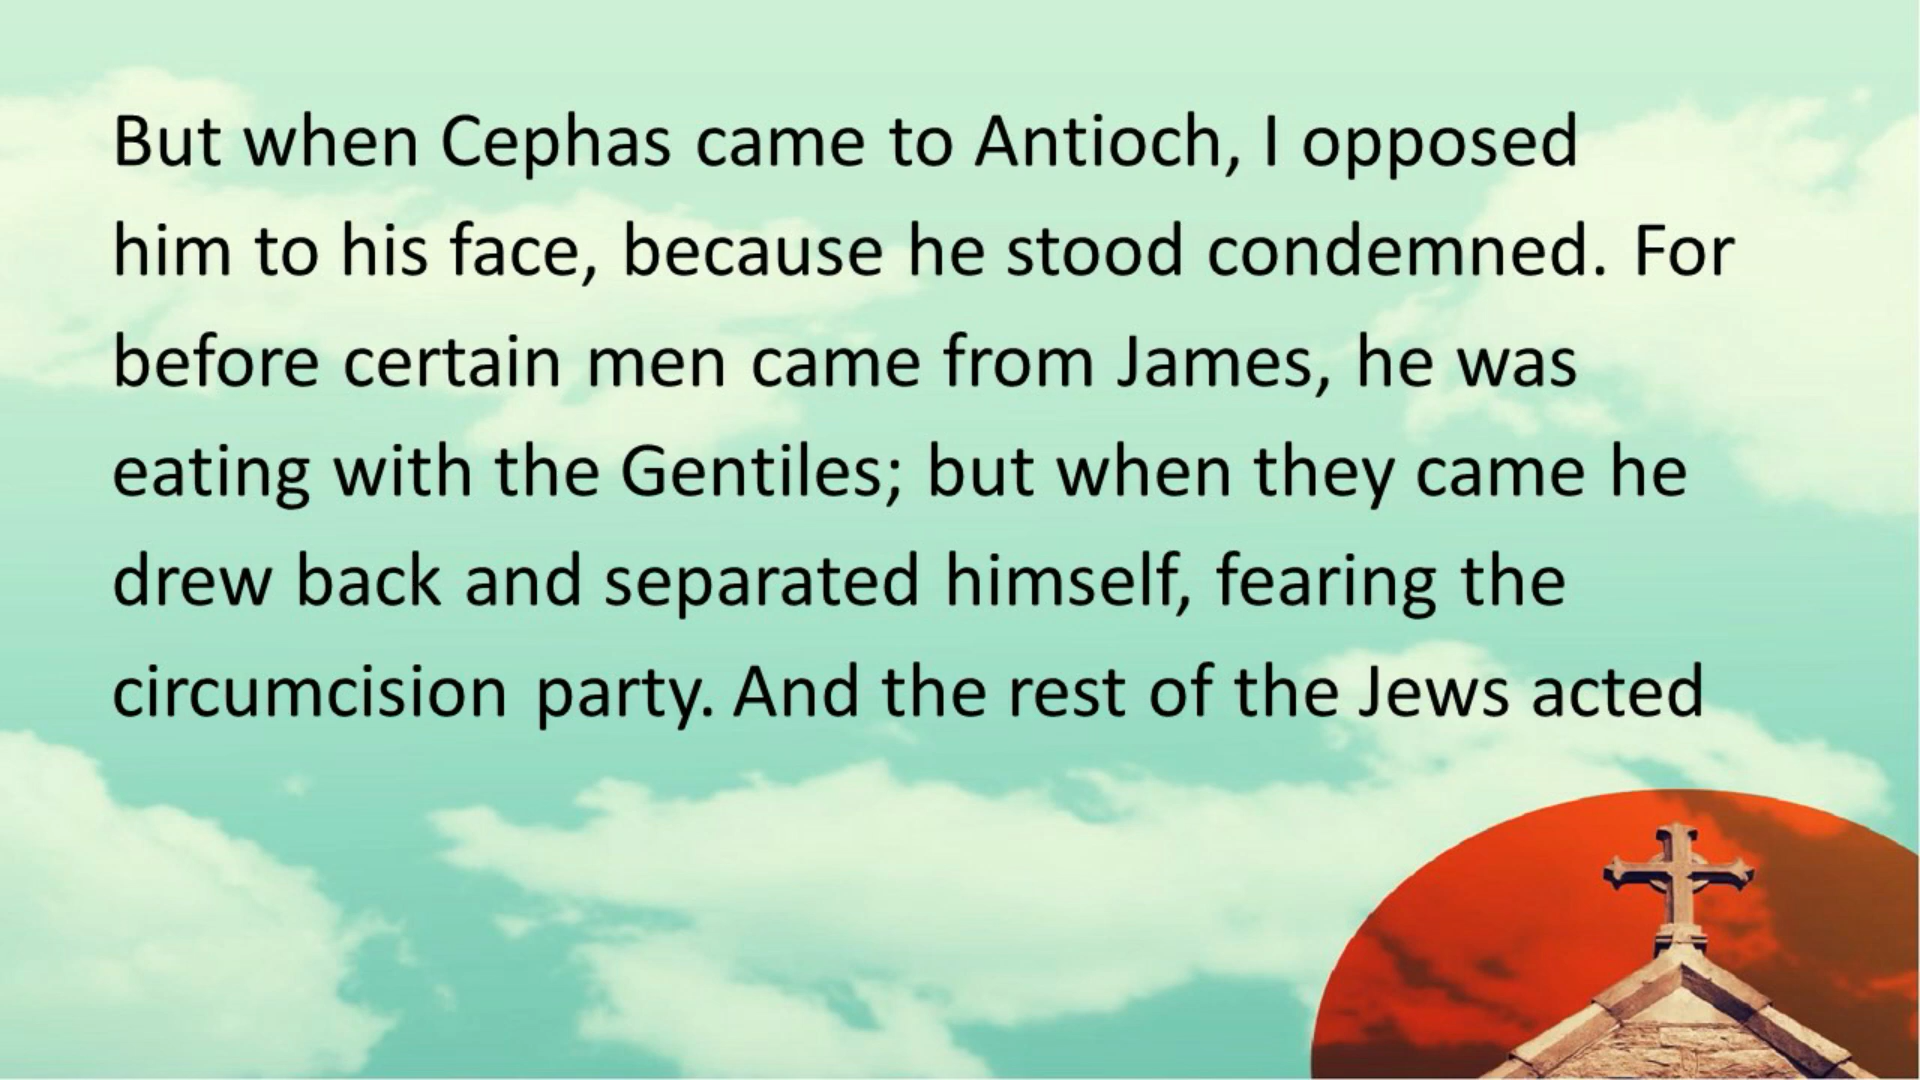 But when Cephas came to Antioch, I opposed
him to his face, because he stood condemned. For
before certain men came from James, he was
eating with the Gentiles; but when they came he
drew back and separated himself, fearing the
circumcision party. And the rest of the Jews acted